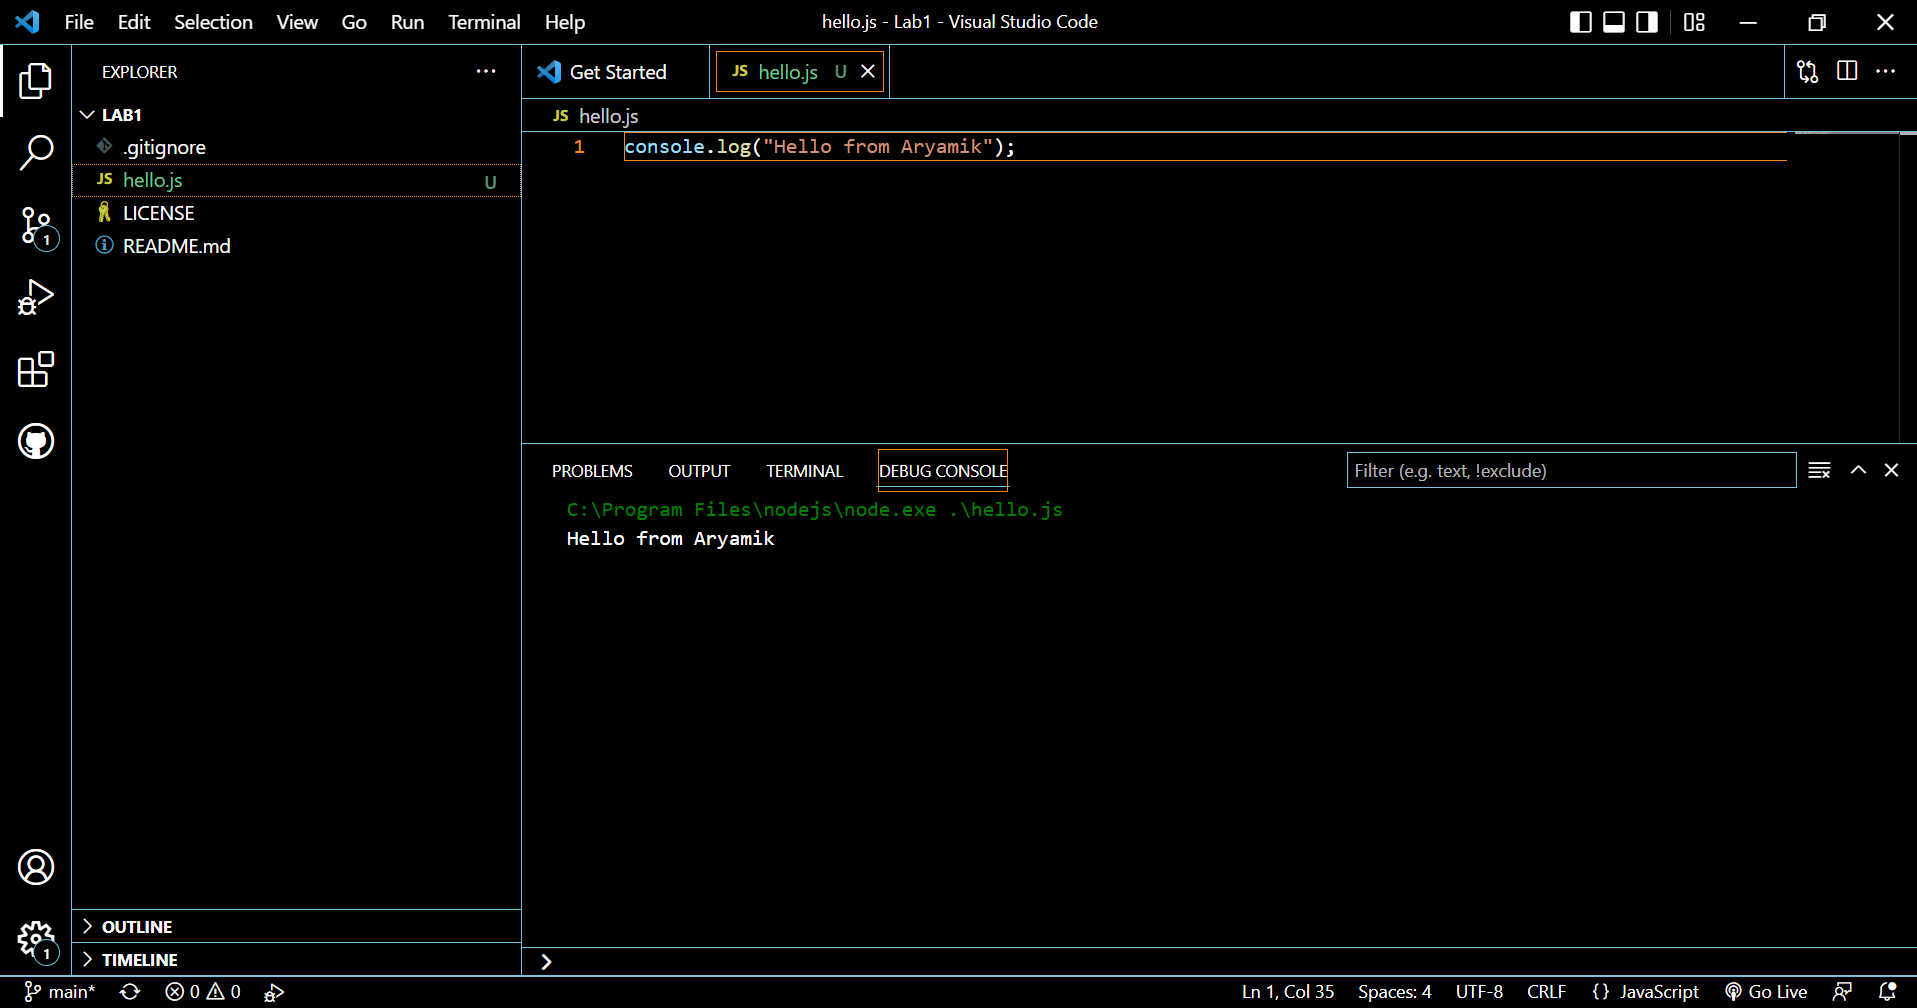 File Edit Selection View Go Run Terminal Help
hello.js - Lab1 - Visual Studio Code
EXPLORER
LAB1
.gitignore
JS hello.js U
LICENSE
README.md
1
Get Started
JS hello.js U
JS hello.js
1 console.log("Hello from Aryamik");
PROBLEMS OUTPUT TERMINAL DEBUG CONSOLE
Filter (e.g. text, !exclude)
C:\Program Files\nodejs\node.exe .\hello.js
Hello from Aryamik
OUTLINE
TIMELINE
1
main* 0 0
Ln 1, Col 35 Spaces: 4 UTF-8 CRLF {} JavaScript Go Live